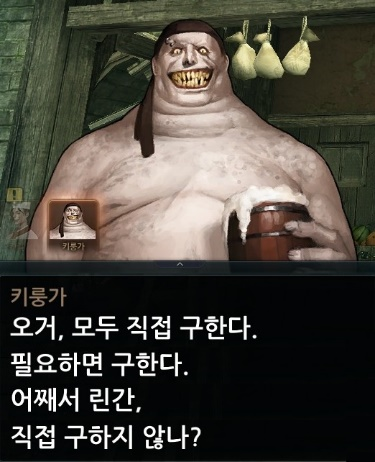 키룽가
키룽가
오거, 모두 직접 구한다.
필요하면 구한다.
어째서 린간,
직접 구하지 않나?